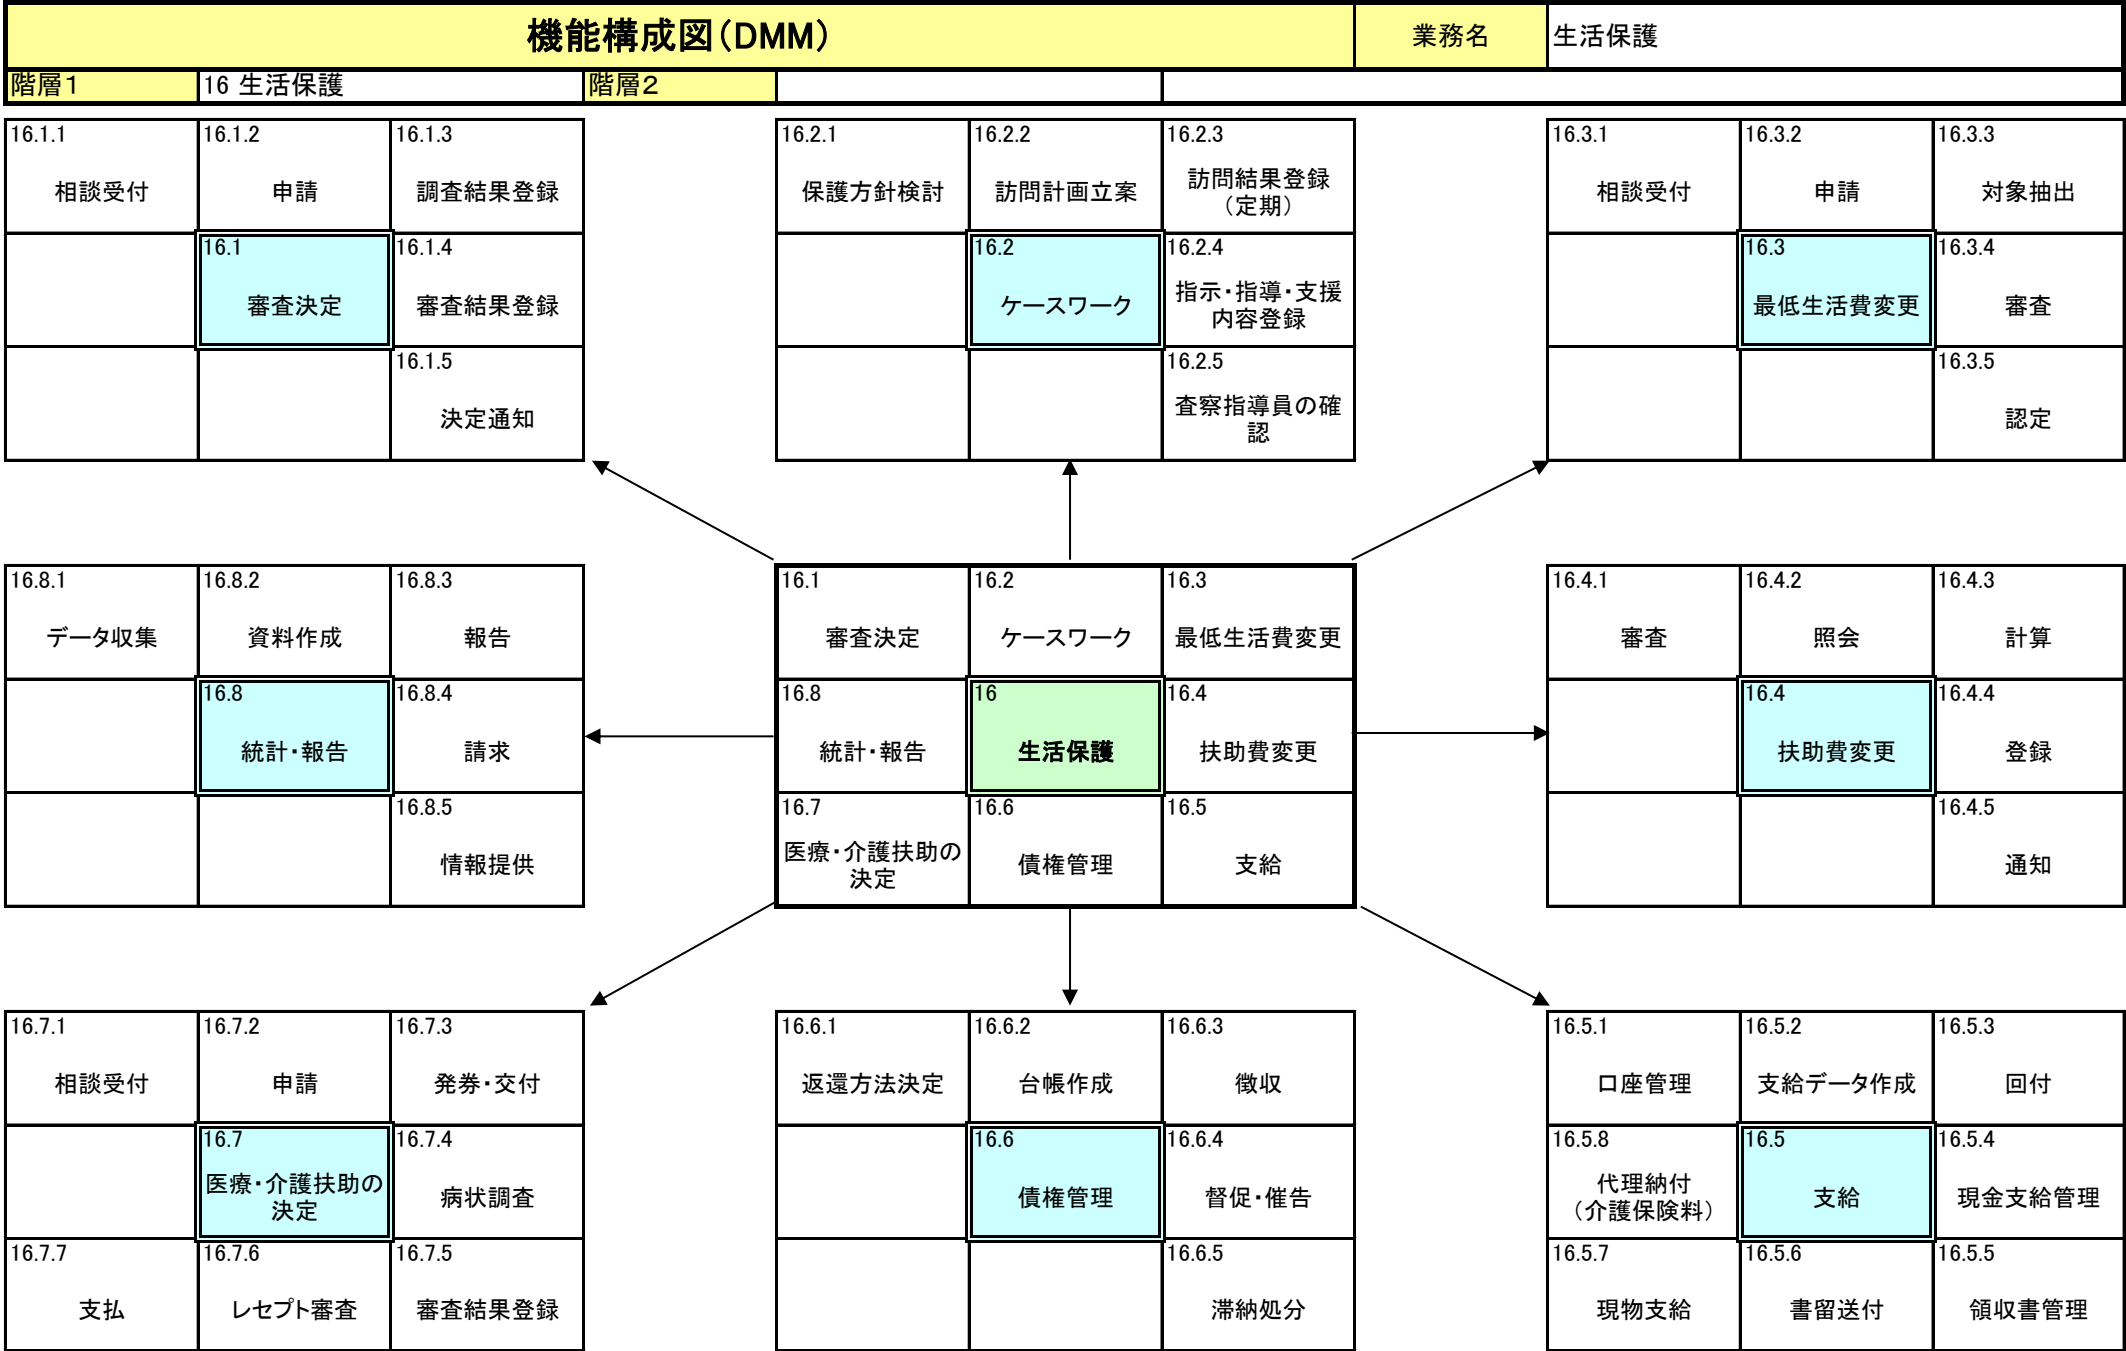 機能構成図(DMM)
業務名
生活保護
階層1
16 生活保護
階層2
16.1.1
相談受付
16.1.2
申請
16.1.3
調査結果登録
16.1
審査決定
16.1.4
審査結果登録
16.1.5
決定通知
16.2.1
保護方針検討
16.2.2
訪問計画立案
16.2.3
訪問結果登録
(定期)
16.2
ケースワーク
16.2.4
指示・指導・支援
内容登録
16.2.5
査察指導員の確
認
16.3.1
相談受付
16.3.2
申請
16.3.3
対象抽出
16.3
最低生活費変更
16.3.4
審査
16.3.5
認定
16.8.1
データ収集
16.8.2
資料作成
16.8.3
報告
16.8
統計・報告
16.8.4
請求
16.8.5
情報提供
16.1
審査決定
16.2
ケースワーク
16.3
最低生活費変更
16.8
統計・報告
16
生活保護
16.4
扶助費変更
16.7
医療・介護扶助の
決定
16.6
債権管理
16.5
支給
16.4.1
審査
16.4.2
照会
16.4.3
計算
16.4
扶助費変更
16.4.4
登録
16.4.5
通知
16.7.1
相談受付
16.7.2
申請
16.7.3
発券・交付
16.7
医療・介護扶助の
決定
16.7.4
病状調査
16.7.7
支払
16.7.6
レセプト審査
16.7.5
審査結果登録
16.6.1
返還方法決定
16.6.2
台帳作成
16.6.3
徴収
16.6
債権管理
16.6.4
督促・催告
16.6.5
滞納処分
16.5.1
口座管理
16.5.2
支給データ作成
16.5.3
回付
16.5.8
代理納付
(介護保険料)
16.5
支給
16.5.4
現金支給管理
16.5.7
現物支給
16.5.6
書留送付
16.5.5
領収書管理